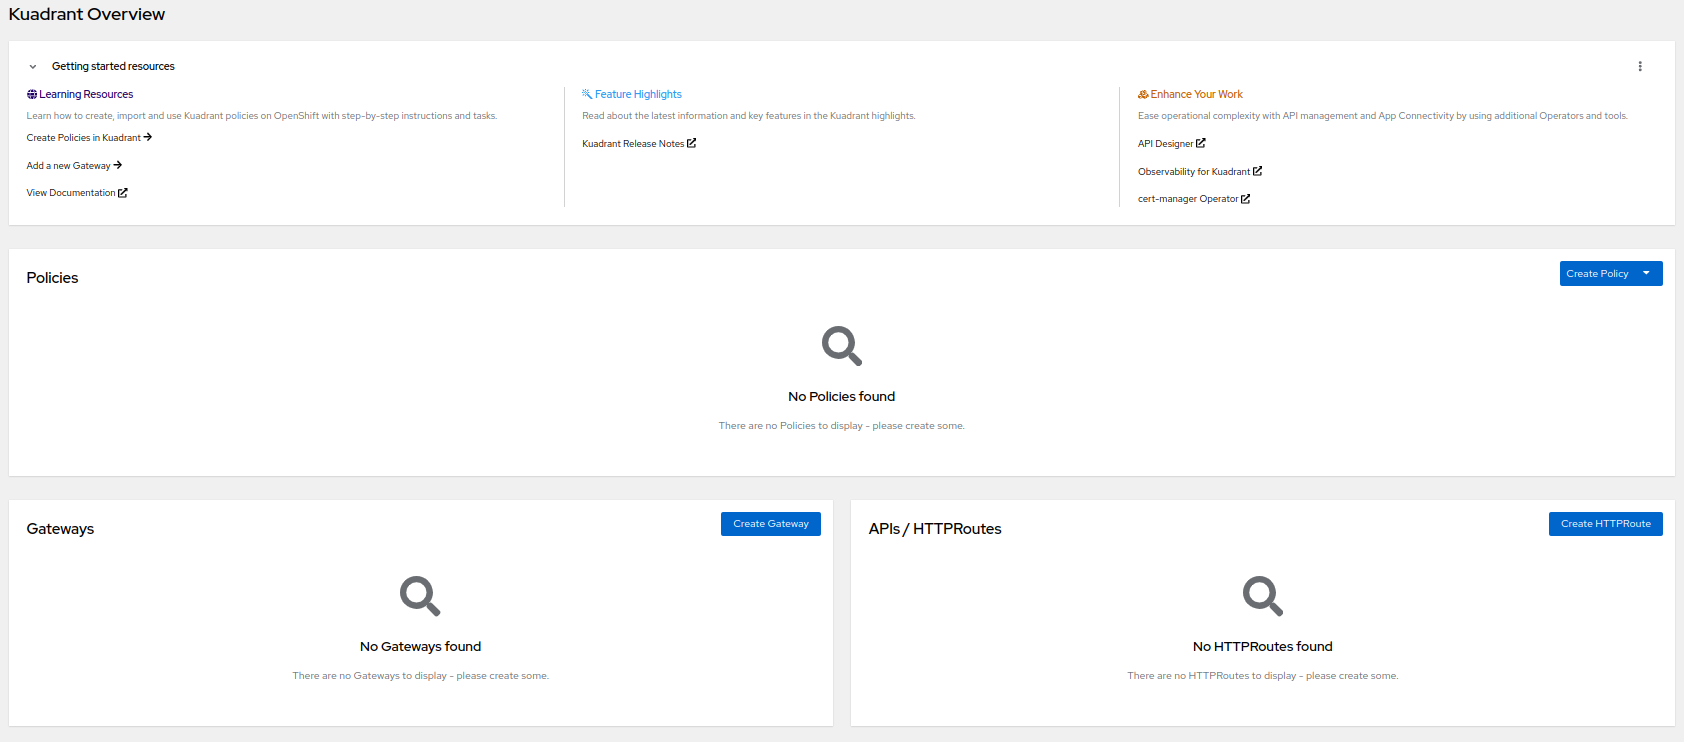 Kuadrant Overview
Getting started resources
Learning Resources
Learn how to create, import and use Kuadrant policies on OpenShift with step-by-step instructions and tasks.
Create Policies in Kuadrant
Add a new Gateway
View Documentation
Feature Highlights
Read about the latest information and key features in the Kuadrant highlights.
Kuadrant Release Notes
Enhance Your Work
Ease operational complexity with API management and App Connectivity by using additional Operators and tools.
API Designer
Observability for Kuadrant
cert-manager Operator
Policies
Create Policy
No Policies found
There are no Policies to display - please create some.
Gateways
Create Gateway
No Gateways found
There are no Gateways to display - please create some.
APIs / HTTPRoutes
Create HTTPRoute
No HTTPRoutes found
There are no HTTPRoutes to display - please create some.